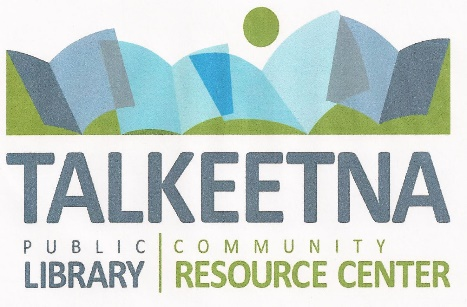 TALKEETNA
PUBLIC
LIBRARY
COMMUNITY
RESOURCE CENTER